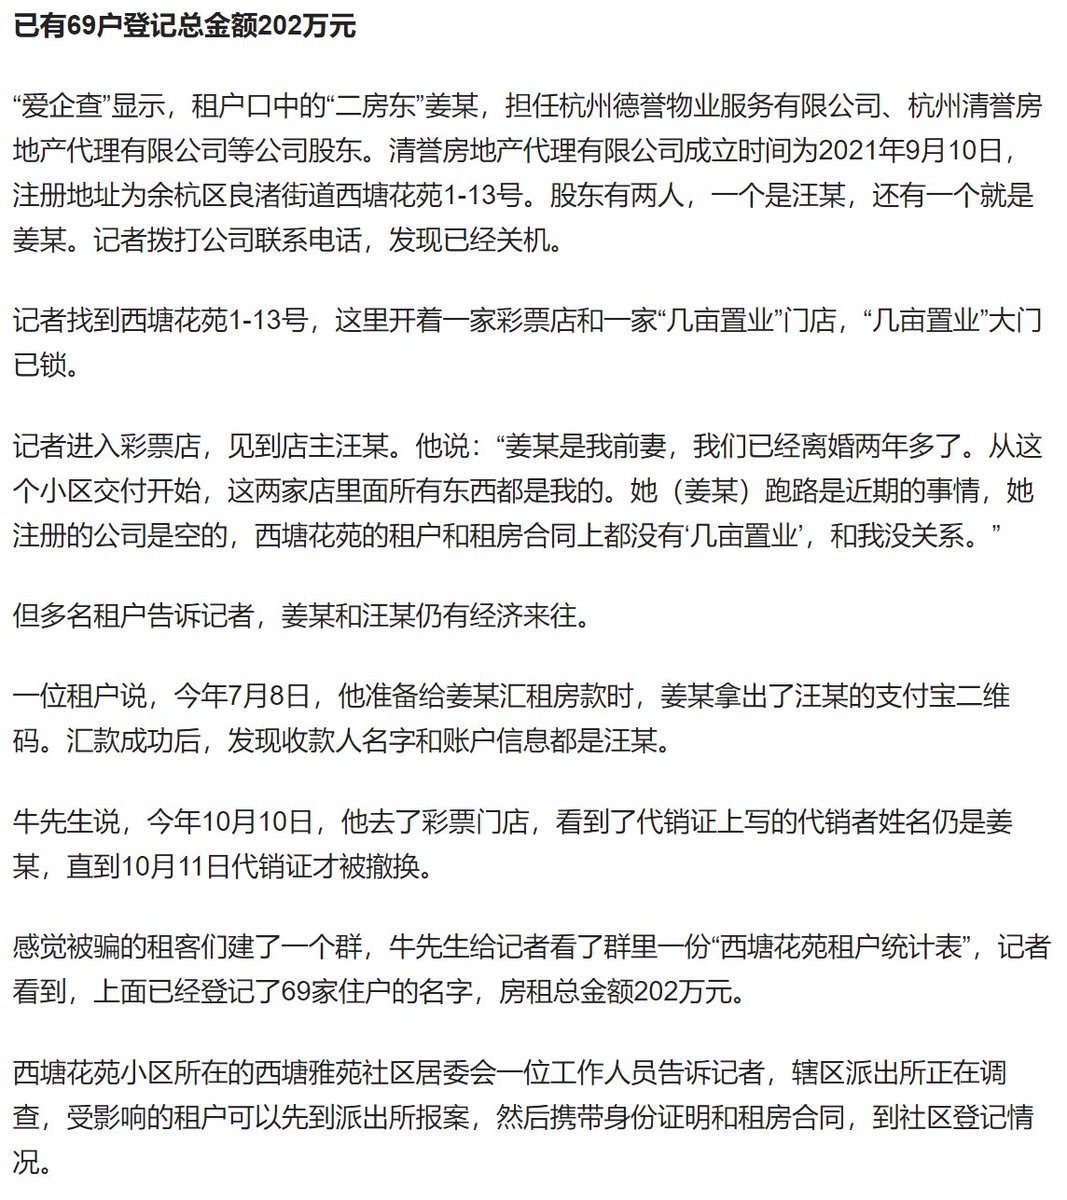 已有69户登记总金额202万元
“爱企查”显示，租户口中的“二房东”姜某，担任杭州德誉物业服务有限公司、杭州清誉房
地产代理有限公司等公司股东。清誉房地产代理有限公司成立时间为2021年9月10日，
注册地址为余杭区良渚街道西塘花苑1-13号。股东有两人，一个是汪某，还有一个就是
姜某。记者拨打公司联系电话，发现已经关机。
记者找到西塘花苑1-13号，这里开着一家彩票店和一家“几亩置业”门店，“几亩置业”大门
已锁。
记者进入彩票店，见到店主汪某。他说：“姜某是我前妻，我们已经离婚两年多了。从这
个小区交付开始，这两家店里面所有东西都是我的。她（姜某）跑路是近期的事情，她
注册的公司是空的，西塘花苑的租户和租房合同上都没有‘几亩置业’，和我没关系。”
但多名租户告诉记者，姜某和汪某仍有经济来往。
一位租户说，今年7月8日，他准备给姜某汇租房款时，姜某拿出了汪某的支付宝二维
码。汇款成功后，发现收款人名字和账户信息都是汪某。
牛先生说，今年10月10日，他去了彩票门店，看到了代销证上写的代销者姓名仍是姜
某，直到10月11日代销证才被撤换。
感觉被骗的租客们建了一个群，牛先生给记者看了群里一份“西塘花苑租户统计表”，记者
看到，上面已经登记了69家住户的名字，房租总金额202万元。
西塘花苑小区所在的西塘雅苑社区居委会一位工作人员告诉记者，辖区派出所正在调
查，受影响的租户可以先到派出所报案，然后携带身份证明和租房合同，到社区登记情
况。